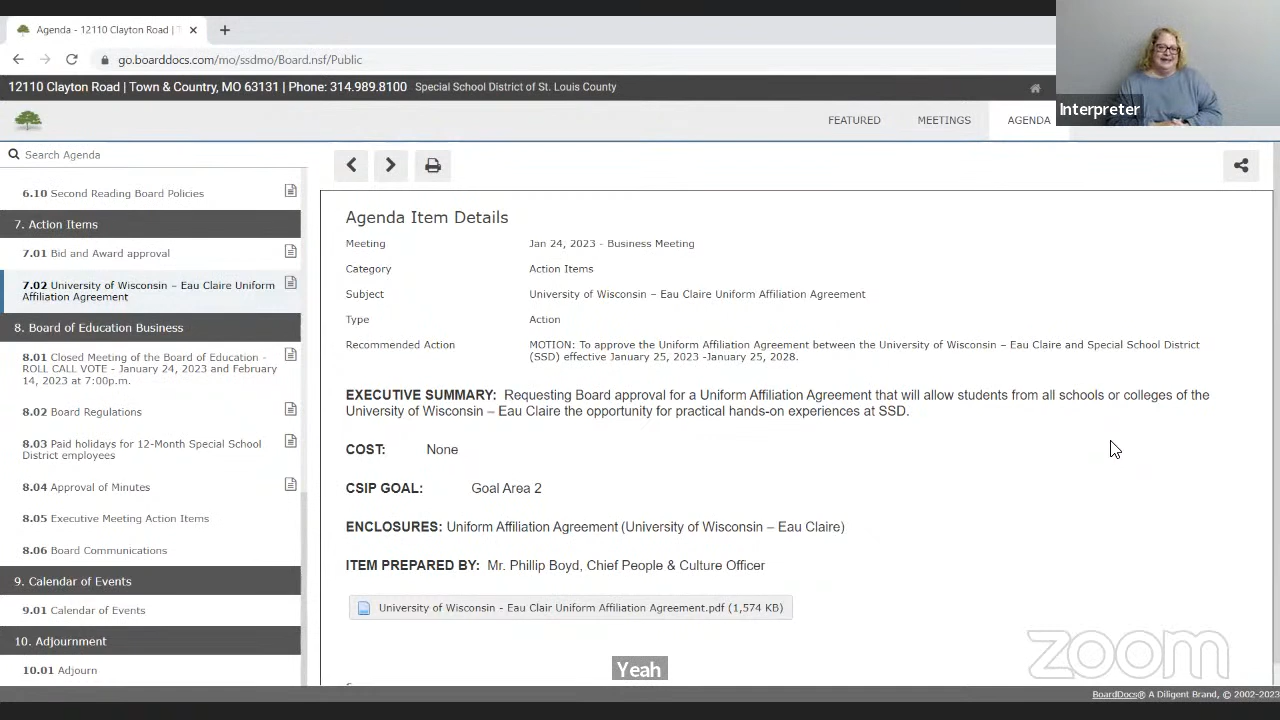 Agenda - 12110 Clayton Road |
go.boarddocs.com/mo/ssdmo/Board.nsf/Public
12110 Clayton Road | Town & Country, MO 63131 | Phone: 314.989.8100 Special School District of St. Louis County
Interpreter
FEATURED MEETINGS AGENDA
Search Agenda
6.10 Second Reading Board Policies
7. Action Items
7.01 Bid and Award approval
7.02 University of Wisconsin – Eau Claire Uniform
Affiliation Agreement
8. Board of Education Business
8.01 Closed Meeting of the Board of Education -
ROLL CALL VOTE - January 24, 2023 and February
14, 2023 at 7:00p.m.
8.02 Board Regulations
8.03 Paid holidays for 12-Month Special School
District employees
8.04 Approval of Minutes
8.05 Executive Meeting Action Items
8.06 Board Communications
9. Calendar of Events
9.01 Calendar of Events
10. Adjournment
10.01 Adjourn
Agenda Item Details
Meeting Jan 24, 2023 - Business Meeting
Category Action Items
Subject University of Wisconsin – Eau Claire Uniform Affiliation Agreement
Type Action
Recommended Action MOTION: To approve the Uniform Affiliation Agreement between the University of Wisconsin – Eau Claire and Special School District
(SSD) effective January 25, 2023 -January 25, 2028.
EXECUTIVE SUMMARY: Requesting Board approval for a Uniform Affiliation Agreement that will allow students from all schools or colleges of the
University of Wisconsin – Eau Claire the opportunity for practical hands-on experiences at SSD.
COST: None
CSIP GOAL: Goal Area 2
ENCLOSURES: Uniform Affiliation Agreement (University of Wisconsin – Eau Claire)
ITEM PREPARED BY: Mr. Phillip Boyd, Chief People & Culture Officer
University of Wisconsin - Eau Clair Uniform Affiliation Agreement.pdf (1,574 KB)
Yeah
zoom
BoardDocs® A Diligent Brand, © 2002-2023